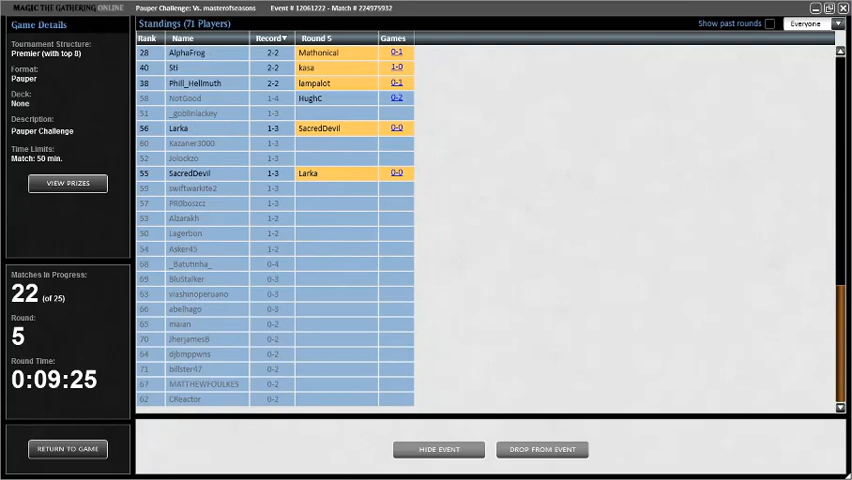 MAGIC THE GATHERING ONLINE Pauper Challenge: Vs. masterofseasons Event # 12061222 - Match # 224975932
Game Details
Tournament Structure:
Premier (with top 8)
Format:
Pauper
Deck:
None
Description:
Pauper Challenge
Time Limits:
Match: 50 min.
VIEW PRIZES
Matches In Progress:
22 (of 25)
Round:
5
Round Time:
0:09:25
RETURN TO GAME
Standings (71 Players) Show past rounds Everyone
Rank Name Record Round 5 Games
28 AlphaFrog 2-2 Mathonical 0-1
40 Sti 2-2 kasa 1-0
38 Phill_Hellmuth 2-2 lampalot 0-1
58 NotGood 1-4 HughC 0-2
51 _goblinlackey 1-3
56 Larka 1-3 SacredDevil 0-0
60 Kazaner3000 1-3
52 Jolockzo 1-3
55 SacredDevil 1-3 Larka 0-0
59 swiftwarkite2 1-3
57 PR0boszcz 1-3
53 Alzarakh 1-2
50 Lagerbon 1-2
54 Asker45 1-2
68 _Batutinha_ 0-4
69 BluStalker 0-3
63 viashinoperuano 0-3
66 abelhago 0-3
65 maian 0-2
70 JherjamesB 0-2
64 djbmppwns 0-2
71 billster47 0-2
67 MATTHEWFOULKES 0-2
62 CReactor 0-2
HIDE EVENT DROP FROM EVENT